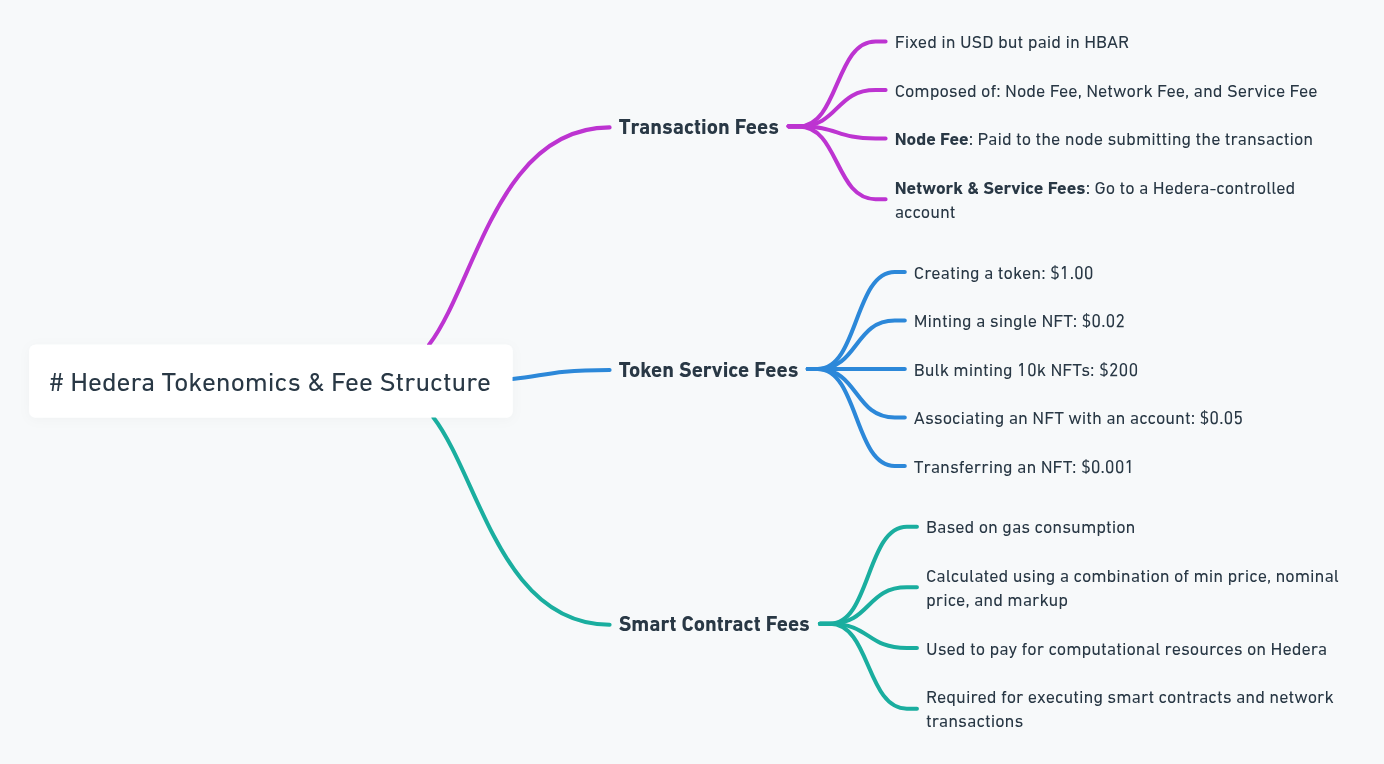 # Hedera Tokenomics & Fee Structure
Transaction Fees
Fixed in USD but paid in HBAR
Composed of: Node Fee, Network Fee, and Service Fee
Node Fee: Paid to the node submitting the transaction
Network & Service Fees: Go to a Hedera-controlled
account
Token Service Fees
Creating a token: $1.00
Minting a single NFT: $0.02
Bulk minting 10k NFTs: $200
Associating an NFT with an account: $0.05
Transferring an NFT: $0.001
Smart Contract Fees
Based on gas consumption
Calculated using a combination of min price, nominal
price, and markup
Used to pay for computational resources on Hedera
Required for executing smart contracts and network
transactions